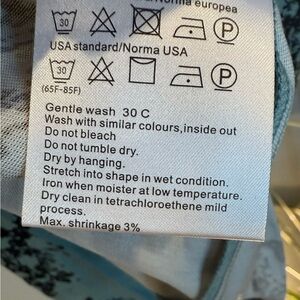 Norma europea
30 P
USA standard/Norma USA
30 P
(65F-85F)
Gentle wash 30 C
Wash with similar colours,inside out
Do not bleach
Do not tumble dry.
Dry by hanging.
Stretch into shape in wet condition.
Iron when moister at low temperature.
Dry clean in tetrachloroethene mild
process.
Max. shrinkage 3%